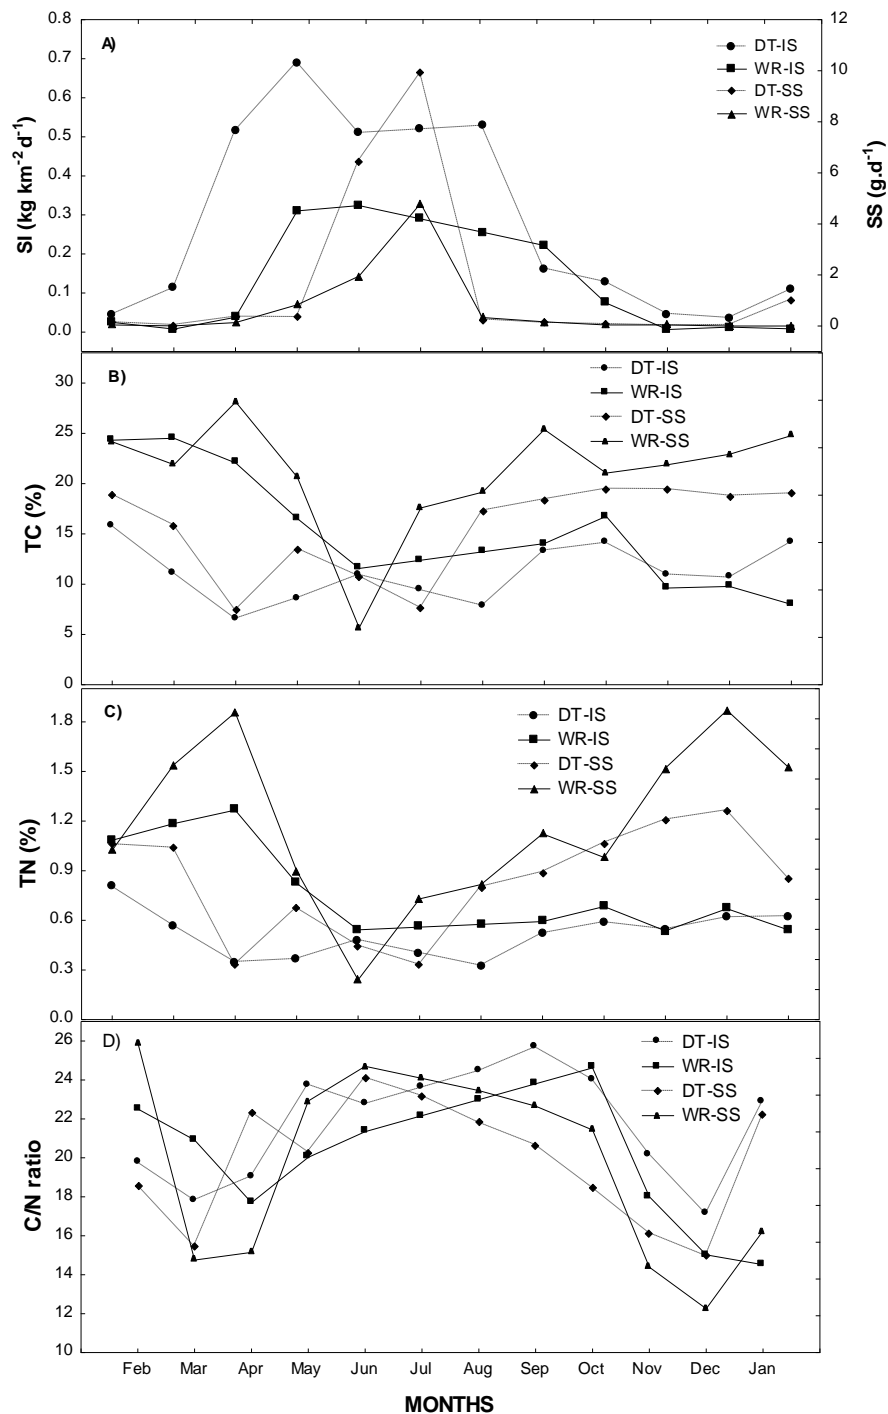 A)
DT-IS
WR-IS
DT-SS
WR-SS
SI (kg km⁻² d⁻¹)
0.8
0.7
0.6
0.5
0.4
0.3
0.2
0.1
0.0
SS (g.d⁻¹)
12
10
8
6
4
2
0
B)
DT-IS
WR-IS
DT-SS
WR-SS
TC (%)
30
25
20
15
10
5
0
C)
DT-IS
WR-IS
DT-SS
WR-SS
TN (%)
1.8
1.5
1.2
0.9
0.6
0.3
0.0
D)
DT-IS
WR-IS
DT-SS
WR-SS
C/N ratio
26
24
22
20
18
16
14
12
10
Feb Mar Apr May Jun Jul Aug Sep Oct Nov Dec Jan
MONTHS